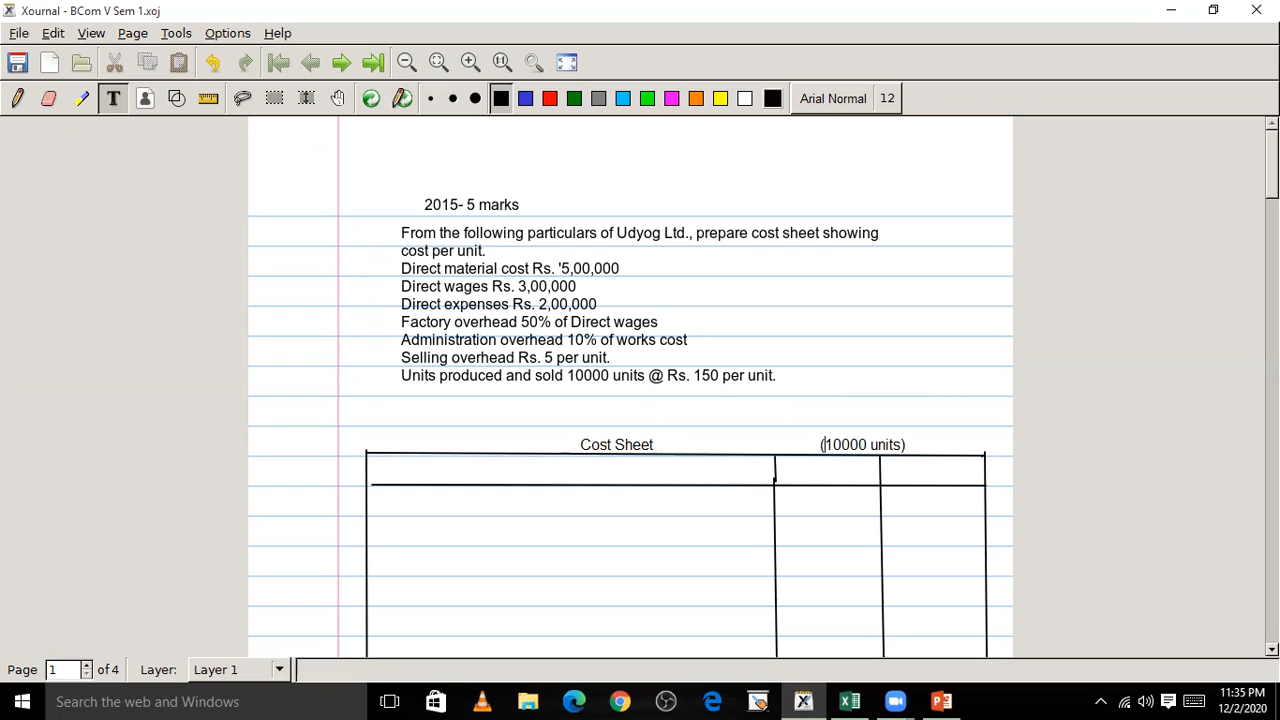 Xournal - BCom V Sem 1.xoj
File Edit View Page Tools Options Help
T Arial Normal 12
2015- 5 marks
From the following particulars of Udyog Ltd., prepare cost sheet showing
cost per unit.
Direct material cost Rs. '5,00,000
Direct wages Rs. 3,00,000
Direct expenses Rs. 2,00,000
Factory overhead 50% of Direct wages
Administration overhead 10% of works cost
Selling overhead Rs. 5 per unit.
Units produced and sold 10000 units @ Rs. 150 per unit.
Cost Sheet (10000 units)
Page 1 of 4 Layer: Layer 1
Search the web and Windows
11:35 PM
12/2/2020